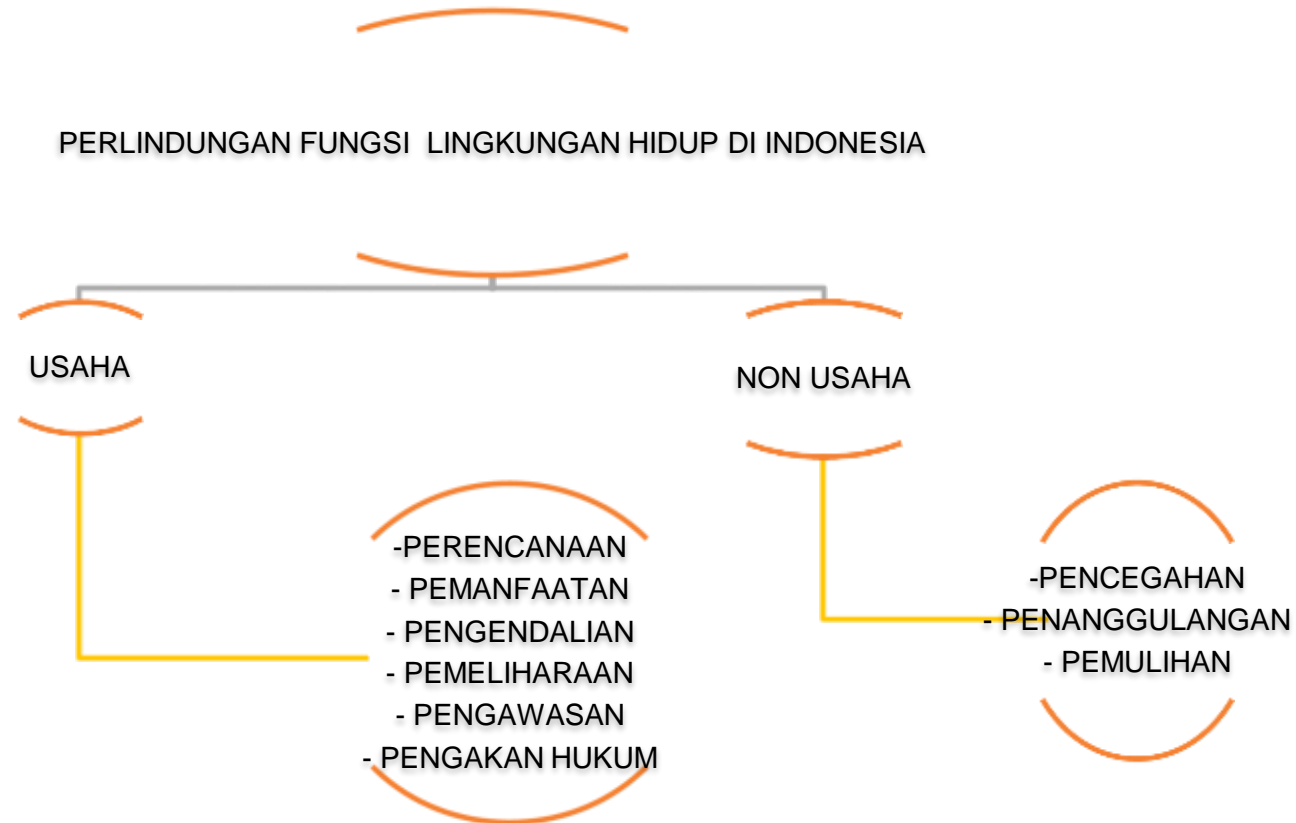 PERLINDUNGAN FUNGSI LINGKUNGAN HIDUP DI INDONESIA
USAHA
NON USAHA
-PERENCANAAN
- PEMANFAATAN
- PENGENDALIAN
- PEMELIHARAAN
- PENGAWASAN
- PENGAKAN HUKUM
-PENCEGAHAN
- PENANGGULANGAN
- PEMULIHAN